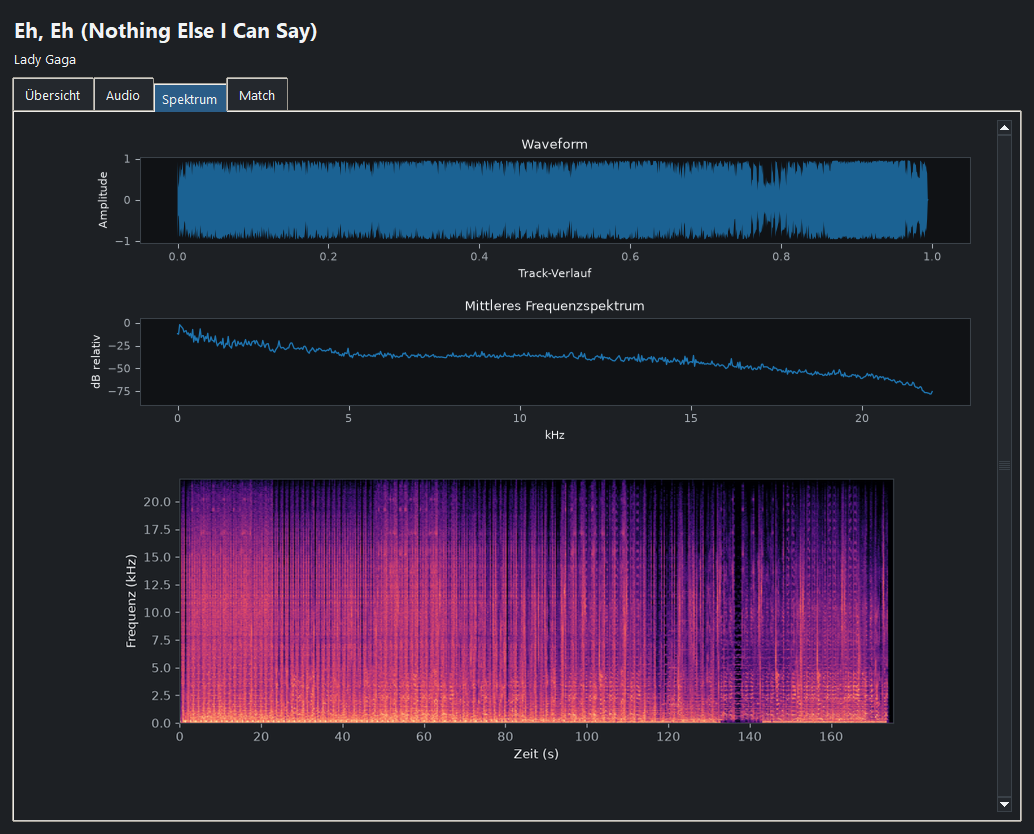 Eh, Eh (Nothing Else I Can Say)
Lady Gaga
Übersicht Audio Spektrum Match
Waveform
1
0
−1
Amplitude
0.0 0.2 0.4 0.6 0.8 1.0
Track-Verlauf
Mittleres Frequenzspektrum
0
−25
−50
−75
dB relativ
0 5 10 15 20
kHz
20.0
17.5
15.0
12.5
10.0
7.5
5.0
2.5
0.0
Frequenz (kHz)
0 20 40 60 80 100 120 140 160
Zeit (s)